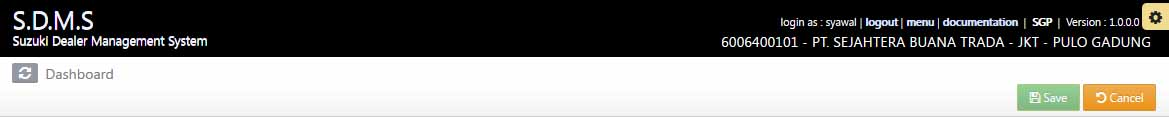 S.D.M.S
Suzuki Dealer Management System
login as : syawal | logout | menu | documentation | SGP | Version : 1.0.0.0
6006400101 - PT. SEJAHTERA BUANA TRADA - JKT - PULO GADUNG
Dashboard
Save Cancel